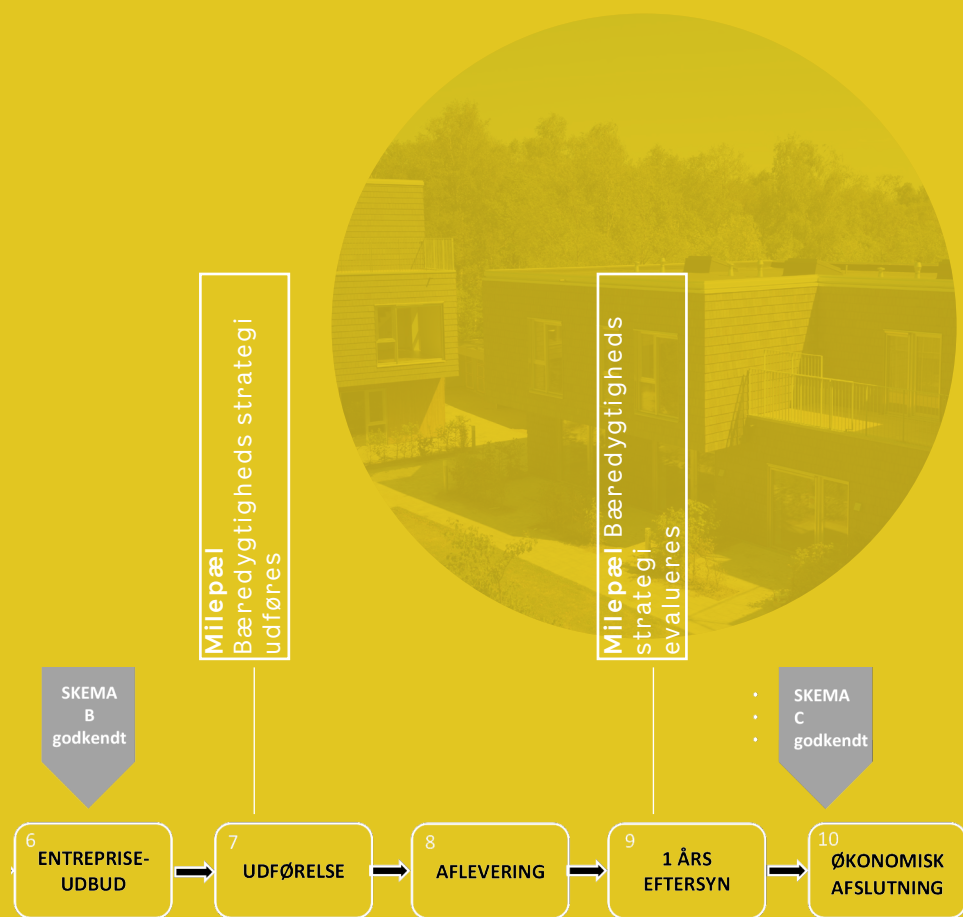 Milepæl
Bæredygtigheds strategi
udføres
Milepæl Bæredygtigheds
strategi
evalueres
SKEMA
B
godkendt
SKEMA
C
godkendt
6
ENTREPRISE-
UDBUD
7
UDFØRELSE
8
AFLEVERING
9
1 ÅRS
EFTERSYN
10
ØKONOMISK
AFSLUTNING